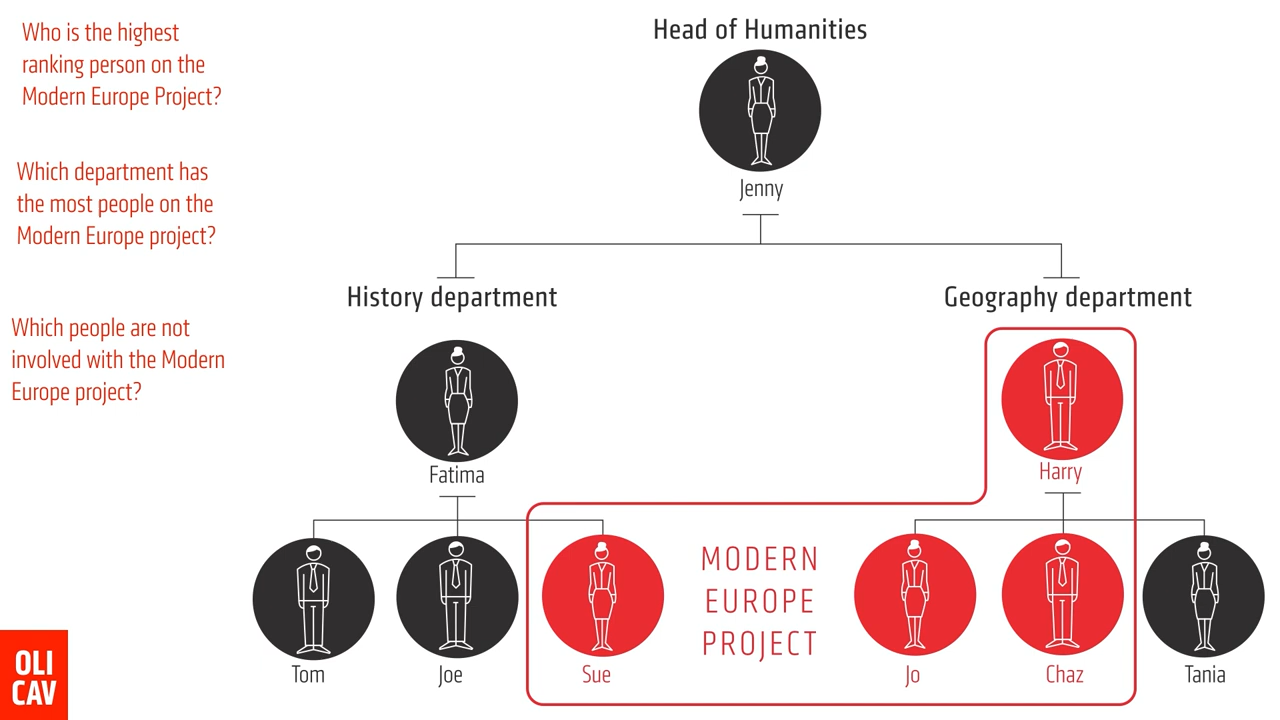 Who is the highest
ranking person on the
Modern Europe Project?
Which department has
the most people on the
Modern Europe project?
Which people are not
involved with the Modern
Europe project?
Head of Humanities
Jenny
History department
Geography department
Fatima
Harry
MODERN
EUROPE
PROJECT
Tom
Joe
Sue
Jo
Chaz
Tania
OLI
CAV